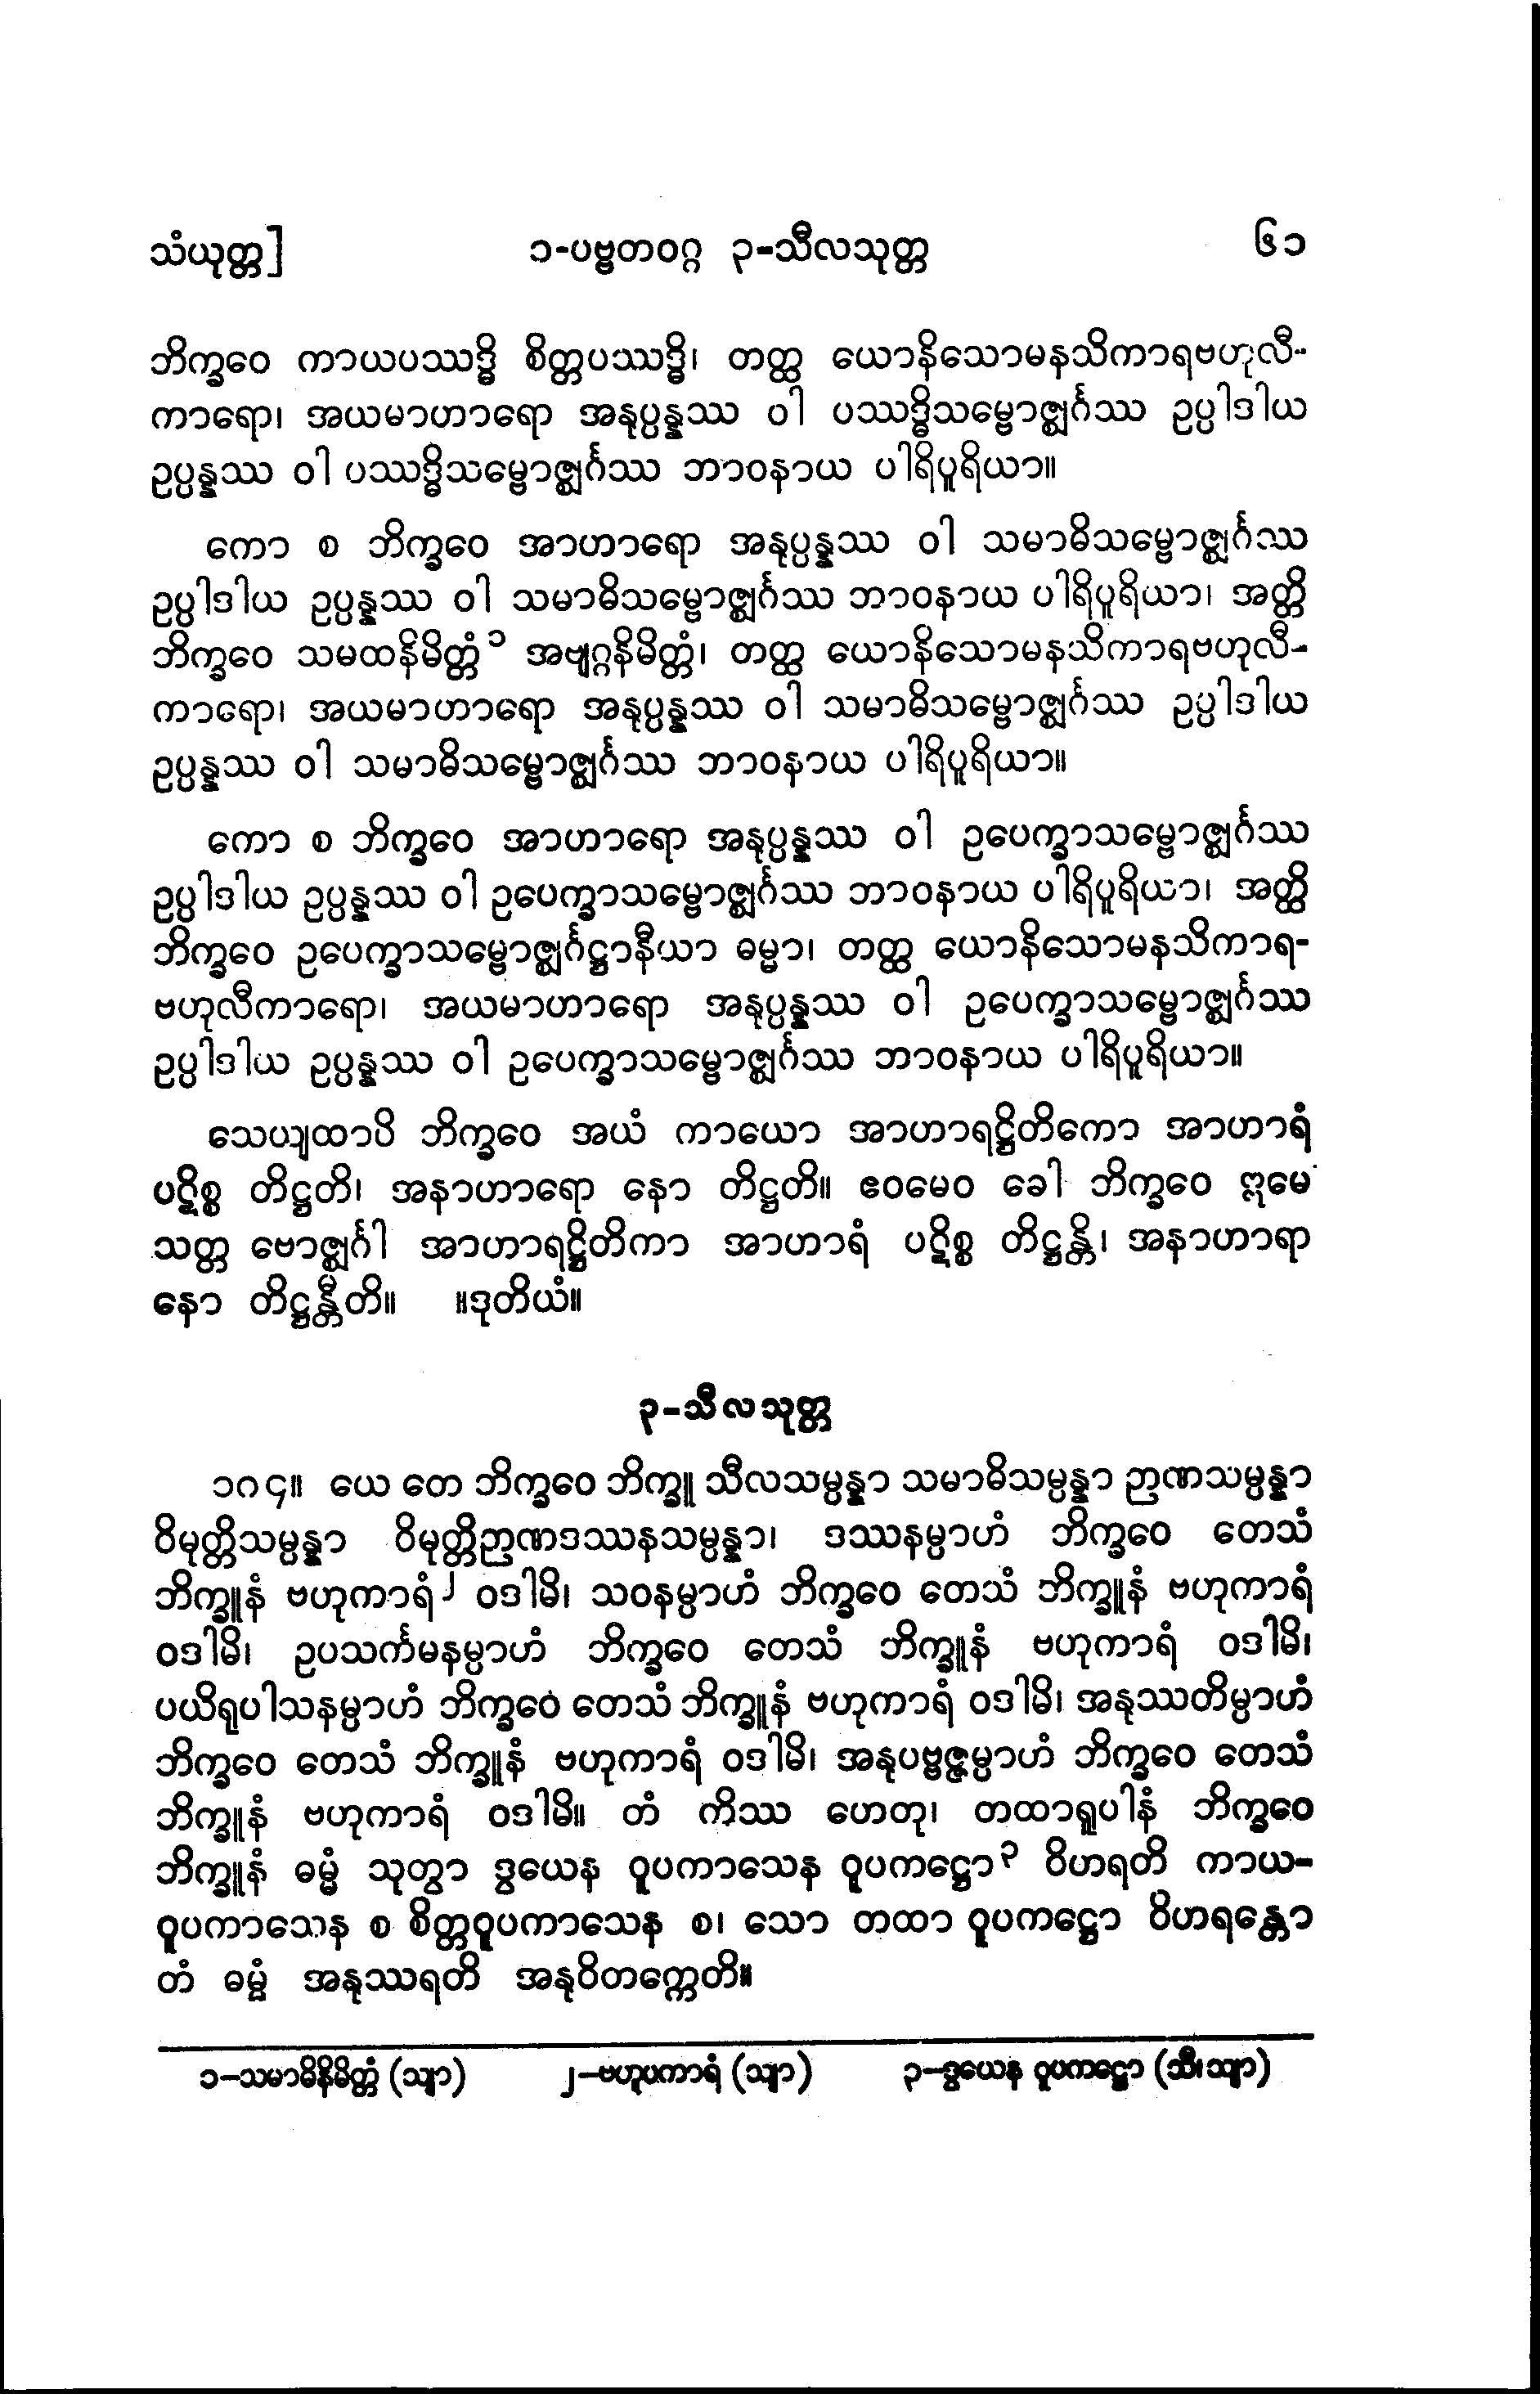 သံယုတ္တ] ၁-ပဗ္ဗတဝဂ္ဂ ၃-သီလသုတ္တ ၆၁
ဘိက္ခဝေ ကာယပဿဒ္ဓိ စိတ္တပဿဒ္ဓိ၊ တတ္ထ ယောနိသောမနသိကာရဗဟုလီ-
ကာရော၊ အယမာဟာရော အနုပ္ပန္နဿ ဝါ ပဿဒ္ဓိသမ္ဗောဇ္ဈင်္ဂဿ ဥပ္ပါဒါယ
ဥပ္ပန္နဿ ဝါ ပဿဒ္ဓိသမ္ဗောဇ္ဈင်္ဂဿ ဘာဝနာယ ပါရိပူရိယာ။
ကော စ ဘိက္ခဝေ အာဟာရော အနုပ္ပန္နဿ ဝါ သမာဓိသမ္ဗောဇ္ဈင်္ဂဿ
ဥပ္ပါဒါယ ဥပ္ပန္နဿ ဝါ သမာဓိသမ္ဗောဇ္ဈင်္ဂဿ ဘာဝနာယ ပါရိပူရိယာ၊ အတ္ထိ
ဘိက္ခဝေ သမထနိမိတ္တံ၁ အဗျဂ္ဂနိမိတ္တံ၊ တတ္ထ ယောနိသောမနသိကာရဗဟုလီ-
ကာရော၊ အယမာဟာရော အနုပ္ပန္နဿ ဝါ သမာဓိသမ္ဗောဇ္ဈင်္ဂဿ ဥပ္ပါဒါယ
ဥပ္ပန္နဿ ဝါ သမာဓိသမ္ဗောဇ္ဈင်္ဂဿ ဘာဝနာယ ပါရိပူရိယာ။
ကော စ ဘိက္ခဝေ အာဟာရော အနုပ္ပန္နဿ ဝါ ဥပေက္ခာသမ္ဗောဇ္ဈင်္ဂဿ
ဥပ္ပါဒါယ ဥပ္ပန္နဿ ဝါ ဥပေက္ခာသမ္ဗောဇ္ဈင်္ဂဿ ဘာဝနာယ ပါရိပူရိယာ၊ အတ္ထိ
ဘိက္ခဝေ ဥပေက္ခာသမ္ဗောဇ္ဈင်္ဂဋ္ဌာနီယာ ဓမ္မာ၊ တတ္ထ ယောနိသောမနသိကာရ-
ဗဟုလီကာရော၊ အယမာဟာရော အနုပ္ပန္နဿ ဝါ ဥပေက္ခာသမ္ဗောဇ္ဈင်္ဂဿ
ဥပ္ပါဒါယ ဥပ္ပန္နဿ ဝါ ဥပေက္ခာသမ္ဗောဇ္ဈင်္ဂဿ ဘာဝနာယ ပါရိပူရိယာ။
သေယျထာပိ ဘိက္ခဝေ အယံ ကာယော အာဟာရဋ္ဌိတိကော အာဟာရံ
ပဋိစ္စ တိဋ္ဌတိ၊ အနာဟာရော နော တိဋ္ဌတိ။ ဧဝမေဝ ခေါ ဘိက္ခဝေ ဣမေ
သတ္တ ဗောဇ္ဈင်္ဂါ အာဟာရဋ္ဌိတိကာ အာဟာရံ ပဋိစ္စ တိဋ္ဌန္တိ၊ အနာဟာရာ
နော တိဋ္ဌန္တီတိ။ ။ဒုတိယံ။
၃-သီလသုတ္တ
၁၈၄။ ယေ တေ ဘိက္ခဝေ ဘိက္ခူ သီလသမ္ပန္နာ သမာဓိသမ္ပန္နာ ဉာဏသမ္ပန္နာ
ဝိမုတ္တိသမ္ပန္နာ ဝိမုတ္တိဉာဏဒဿနသမ္ပန္နာ၊ ဒဿနမ္ပာဟံ ဘိက္ခဝေ တေသံ
ဘိက္ခူနံ ဗဟုကာရံ၂ ဝဒါမိ၊ သဝနမ္ပာဟံ ဘိက္ခဝေ တေသံ ဘိက္ခူနံ ဗဟုကာရံ
ဝဒါမိ၊ ဥပသင်္ကမနမ္ပာဟံ ဘိက္ခဝေ တေသံ ဘိက္ခူနံ ဗဟုကာရံ ဝဒါမိ၊
ပယိရုပါသနမ္ပာဟံ ဘိက္ခဝေ တေသံ ဘိက္ခူနံ ဗဟုကာရံ ဝဒါမိ၊ အနုဿတိမ္ပာဟံ
ဘိက္ခဝေ တေသံ ဘိက္ခူနံ ဗဟုကာရံ ဝဒါမိ၊ အနုပဗ္ဗဇ္ဇမ္ပာဟံ ဘိက္ခဝေ တေသံ
ဘိက္ခူနံ ဗဟုကာရံ ဝဒါမိ။ တံ ကိဿ ဟေတု၊ တထာရူပါနံ ဘိက္ခဝေ
ဘိက္ခူနံ ဓမ္မံ သုတွာ ဒွယေန ဝူပကာသေန ဝူပကဋ္ဌော၃ ဝိဟရတိ ကာယ-
ဝူပကာသေန စ စိတ္တဝူပကာသေန စ၊ သော တထာ ဝူပကဋ္ဌော ဝိဟရန္တော
တံ ဓမ္မံ အနုဿရတိ အနုဝိတက္ကေတိ။
၁-သမာဓိနိမိတ္တံ (သျာ) ၂-ဗဟူပကာရံ (သျာ) ၃-ဒွယေန ဝူပကဋ္ဌော (သီ၊သျာ)